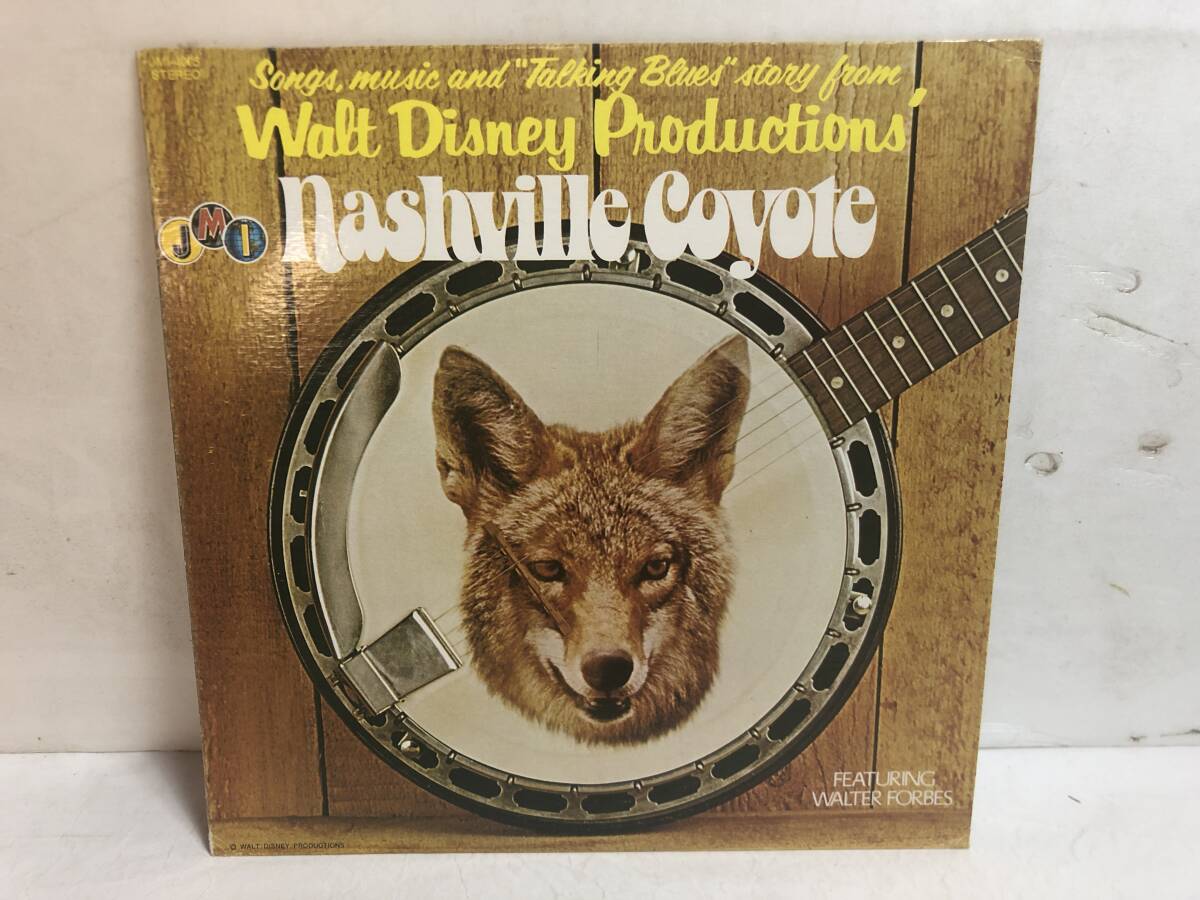 STEREO
Songs, music and "Talking Blues" story from
Walt Disney Productions'
Nashville Coyote
JMI
FEATURING
WALTER FORBES
© WALT DISNEY PRODUCTIONS